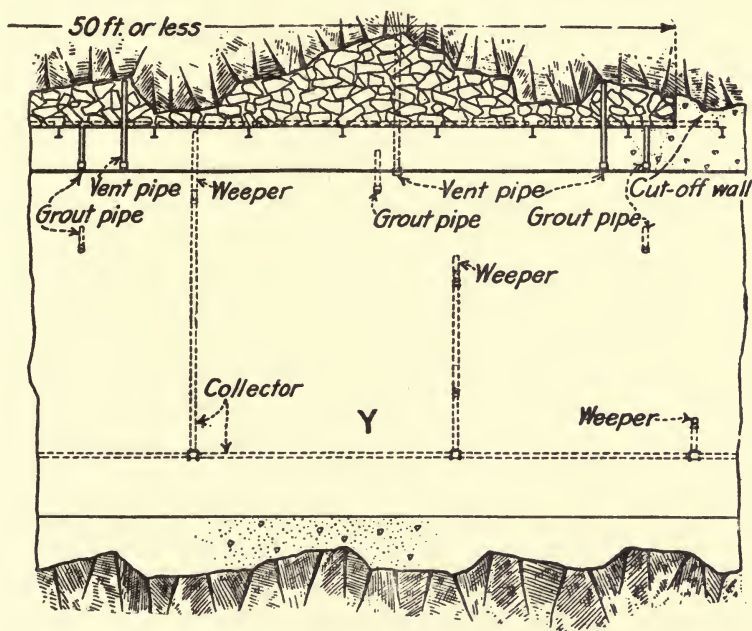 50 ft. or less
Vent pipe
Weeper
Vent pipe
Cut-off wall
Grout pipe
Grout pipe
Grout pipe
Weeper
Collector
Y
Weeper